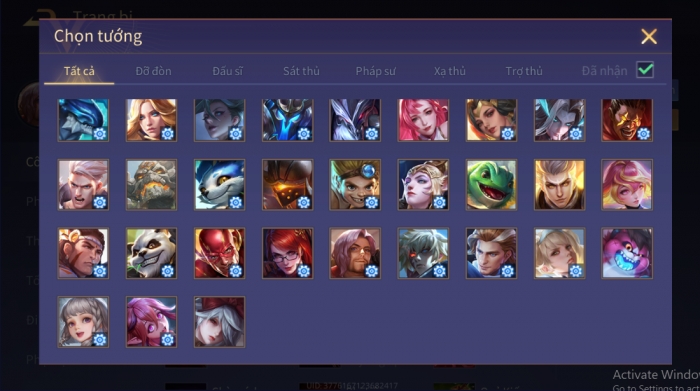 Trang bị
Chọn tướng
Tất cả Đỡ đòn Đấu sĩ Sát thủ Pháp sư Xạ thủ Trợ thủ Đã nhận
Activate Windo
Go to Settings to act